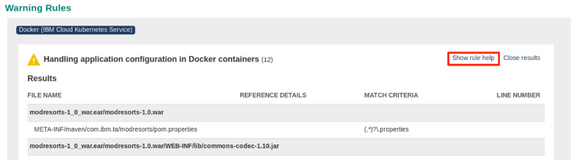 Warning Rules
Docker (IBM Cloud Kubernetes Service)
Handling application configuration in Docker containers (12) Show rule help Close results
Results
FILE NAME REFERENCE DETAILS MATCH CRITERIA LINE NUMBER
modresorts-1_0_war.ear/modresorts-1.0.war
META-INF/maven/com.ibm.ta/modresorts/pom.properties (.*)?\.properties
modresorts-1_0_war.ear/modresorts-1.0.war/WEB-INF/lib/commons-codec-1.10.jar